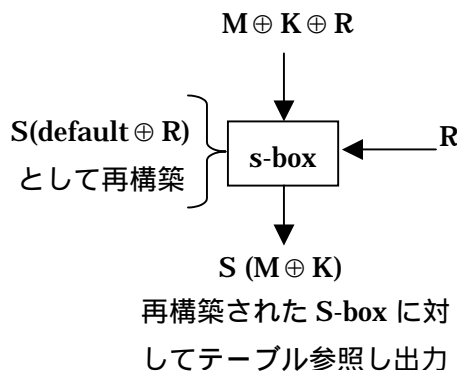 M⊕K⊕R
S(default⊕R)
として再構築
s-box
R
S (M⊕K)
再構築された S-box に対
してテーブル参照し出力